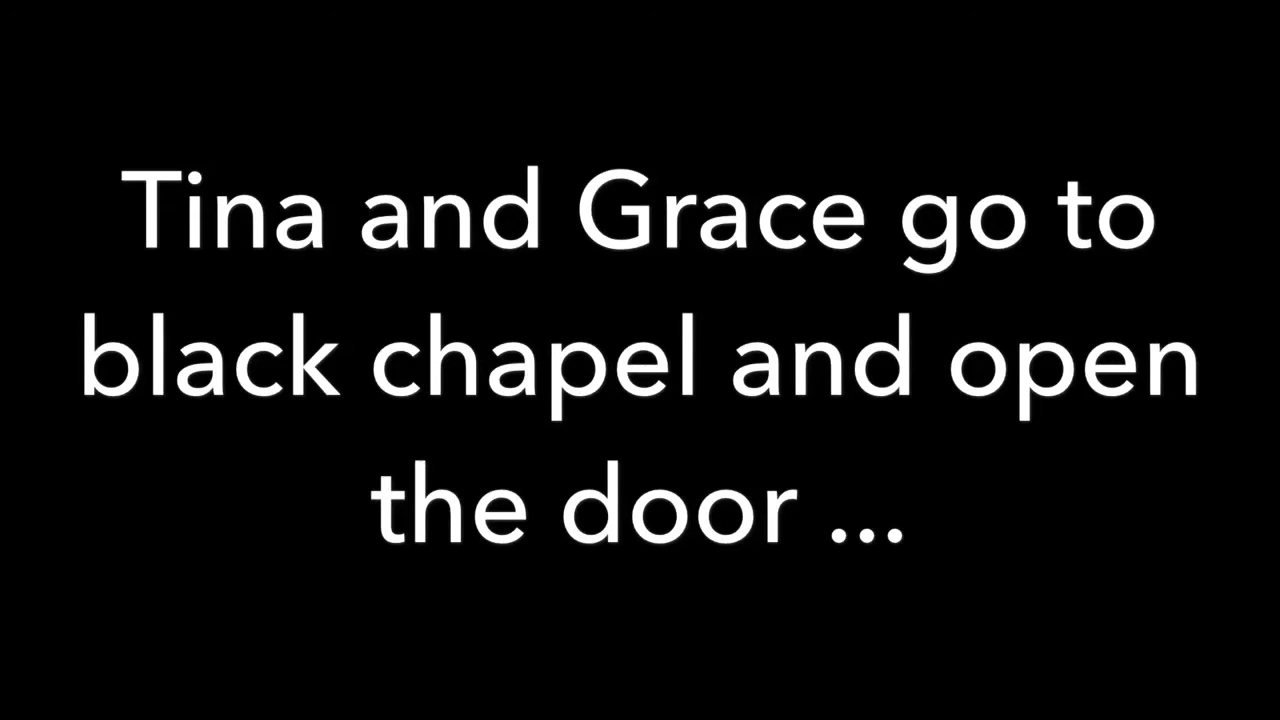 Tina and Grace go to
black chapel and open
the door ...